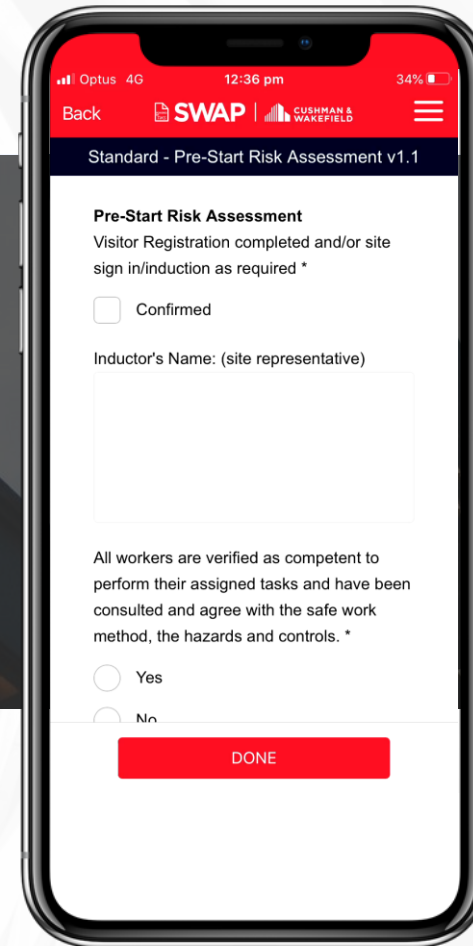 Optus 4G 12:36 pm 34%
Back SWAP | CUSHMAN & WAKEFIELD
Standard - Pre-Start Risk Assessment v1.1
Pre-Start Risk Assessment
Visitor Registration completed and/or site
sign in/induction as required *
Confirmed
Inductor's Name: (site representative)
All workers are verified as competent to
perform their assigned tasks and have been
consulted and agree with the safe work
method, the hazards and controls. *
Yes
No
DONE